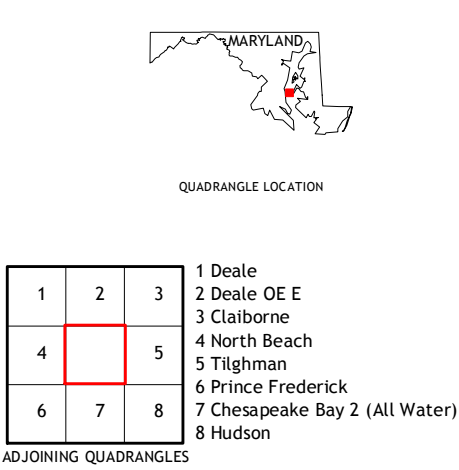 MARYLAND
QUADRANGLE LOCATION
1 2 3
4 5
6 7 8
ADJOINING QUADRANGLES
1 Deale
2 Deale OE E
3 Claiborne
4 North Beach
5 Tilghman
6 Prince Frederick
7 Chesapeake Bay 2 (All Water)
8 Hudson